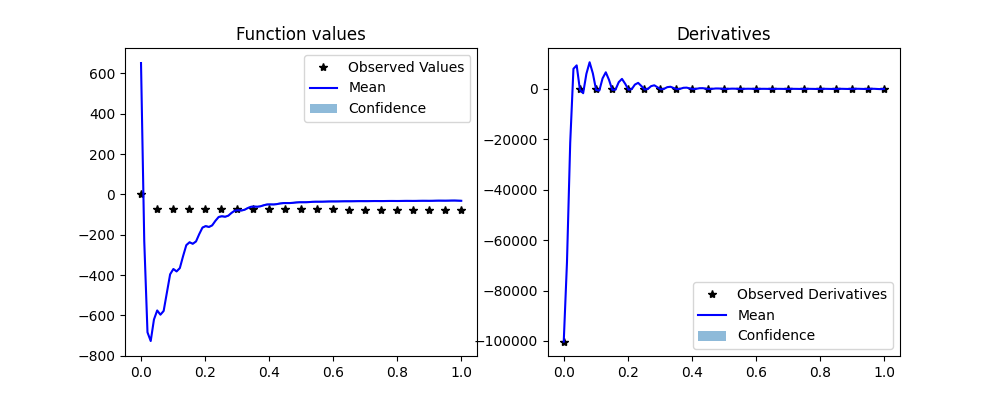 Function values
600
400
200
0
−200
−400
−600
−800
0.0 0.2 0.4 0.6 0.8 1.0
Observed Values
Mean
Confidence
Derivatives
0
−20000
−40000
−60000
−80000
−100000
0.0 0.2 0.4 0.6 0.8 1.0
Observed Derivatives
Mean
Confidence